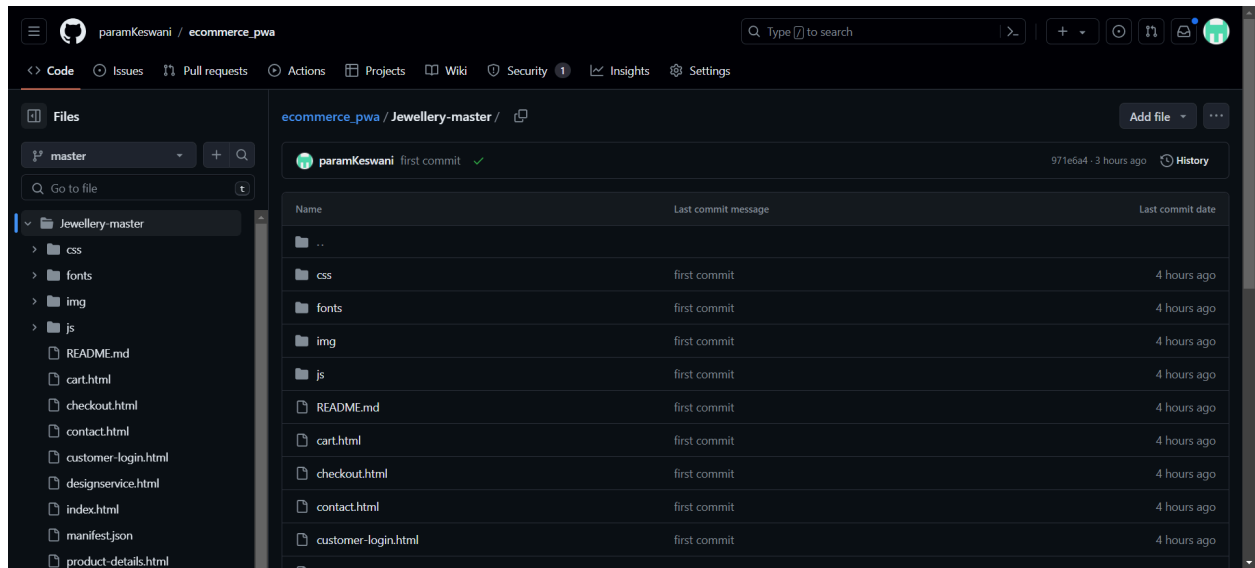 paramKeswani / ecommerce_pwa
Type / to search
Code Issues Pull requests Actions Projects Wiki Security 1 Insights Settings
Files
master
Go to file t
Jewellery-master
css
fonts
img
js
README.md
cart.html
checkout.html
contact.html
customer-login.html
designservice.html
index.html
manifest.json
product-details.html
ecommerce_pwa / Jewellery-master /
Add file
paramKeswani first commit 971e6a4 · 3 hours ago History
Name Last commit message Last commit date
..
css first commit 4 hours ago
fonts first commit 4 hours ago
img first commit 4 hours ago
js first commit 4 hours ago
README.md first commit 4 hours ago
cart.html first commit 4 hours ago
checkout.html first commit 4 hours ago
contact.html first commit 4 hours ago
customer-login.html first commit 4 hours ago